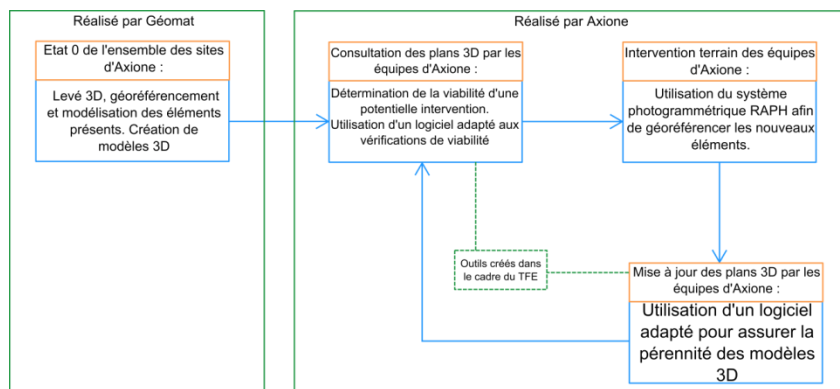 Réalisé par Géomat
Etat 0 de l'ensemble des sites
d'Axione :
Levé 3D, géoréférencement
et modélisation des éléments
présents. Création de
modèles 3D
Réalisé par Axione
Consultation des plans 3D par les
équipes d'Axione :
Détermination de la viabilité d'une
potentielle intervention.
Utilisation d'un logiciel adapté aux
vérifications de viabilité
Intervention terrain des équipes
d'Axione :
Utilisation du système
photogrammétrique RAPH afin
de géoréférencer les nouveaux
éléments.
Outils créés dans
le cadre du TFE
Mise à jour des plans 3D par les
équipes d'Axione :
Utilisation d'un logiciel
adapté pour assurer la
pérennité des modèles
3D